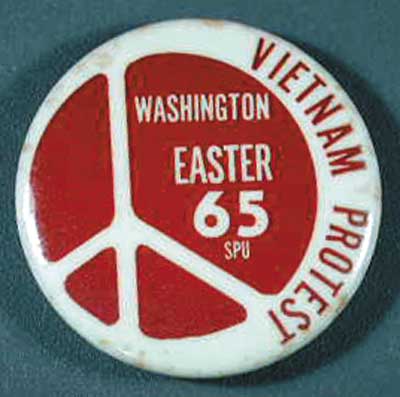 WASHINGTON
EASTER
65
SPU
VIETNAM PROTEST